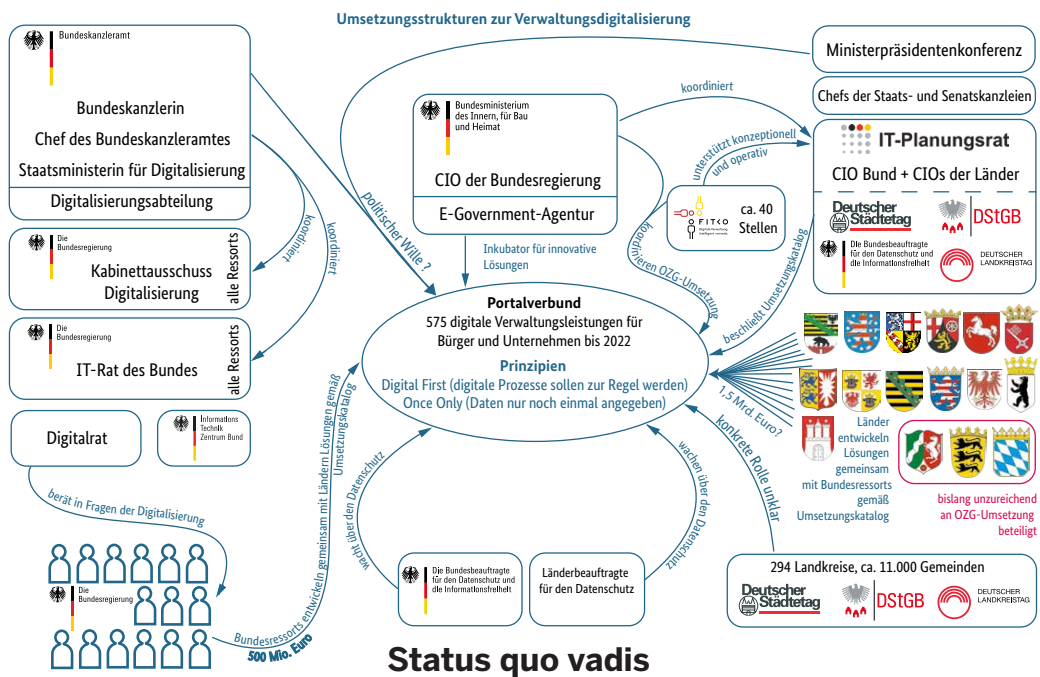 Umsetzungsstrukturen zur Verwaltungsdigitalisierung
Bundeskanzleramt
Bundeskanzlerin
Chef des Bundeskanzleramtes
Staatsministerin für Digitalisierung
Digitalisierungsabteilung
koordiniert
koordiniert
Die
Bundesregierung
Kabinettausschuss
Digitalisierung
alle Ressorts
Die
Bundesregierung
IT-Rat des Bundes
alle Ressorts
Digitalrat
Informations
Technik
Zentrum Bund
berät in Fragen der Digitalisierung
Die
Bundesregierung
Bundesressorts entwickeln gemeinsam mit Ländern Lösungen gemäß
Umsetzungskatalog
500 Mio. Euro
politischer Wille ?
Bundesministerium
des Innern, für Bau
und Heimat
CIO der Bundesregierung
E-Government-Agentur
Inkubator für innovative
Lösungen
koordiniert
unterstützt konzeptionell
und operativ
FITKO
Digitale Verwaltung.
Intelligent vernetzt.
ca. 40
Stellen
koordinieren OZG-Umsetzung
Ministerpräsidentenkonferenz
Chefs der Staats- und Senatskanzleien
IT-Planungsrat
CIO Bund + CIOs der Länder
Deutscher
Städtetag
DStGB
Die Bundesbeauftragte
für den Datenschutz und
die Informationsfreiheit
DEUTSCHER
LANDKREISTAG
beschließt Umsetzungskatalog
Portalverbund
575 digitale Verwaltungsleistungen für
Bürger und Unternehmen bis 2022
Prinzipien
Digital First (digitale Prozesse sollen zur Regel werden)
Once Only (Daten nur noch einmal angegeben)
1,5 Mrd. Euro?
Länder
entwickeln
Lösungen
gemeinsam
mit Bundesressorts
gemäß
Umsetzungskatalog
bislang unzureichend
an OZG-Umsetzung
beteiligt
konkrete Rolle unklar
wacht über den Datenschutz
wachen über den Datenschutz
Die Bundesbeauftragte
für den Datenschutz und
die Informationsfreiheit
Länderbeauftragte
für den Datenschutz
294 Landkreise, ca. 11.000 Gemeinden
Deutscher
Städtetag
DStGB
DEUTSCHER
LANDKREISTAG
Status quo vadis